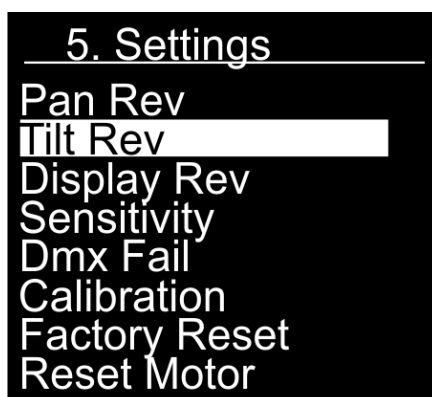 5. Settings
Pan Rev
Tilt Rev
Display Rev
Sensitivity
Dmx Fail
Calibration
Factory Reset
Reset Motor